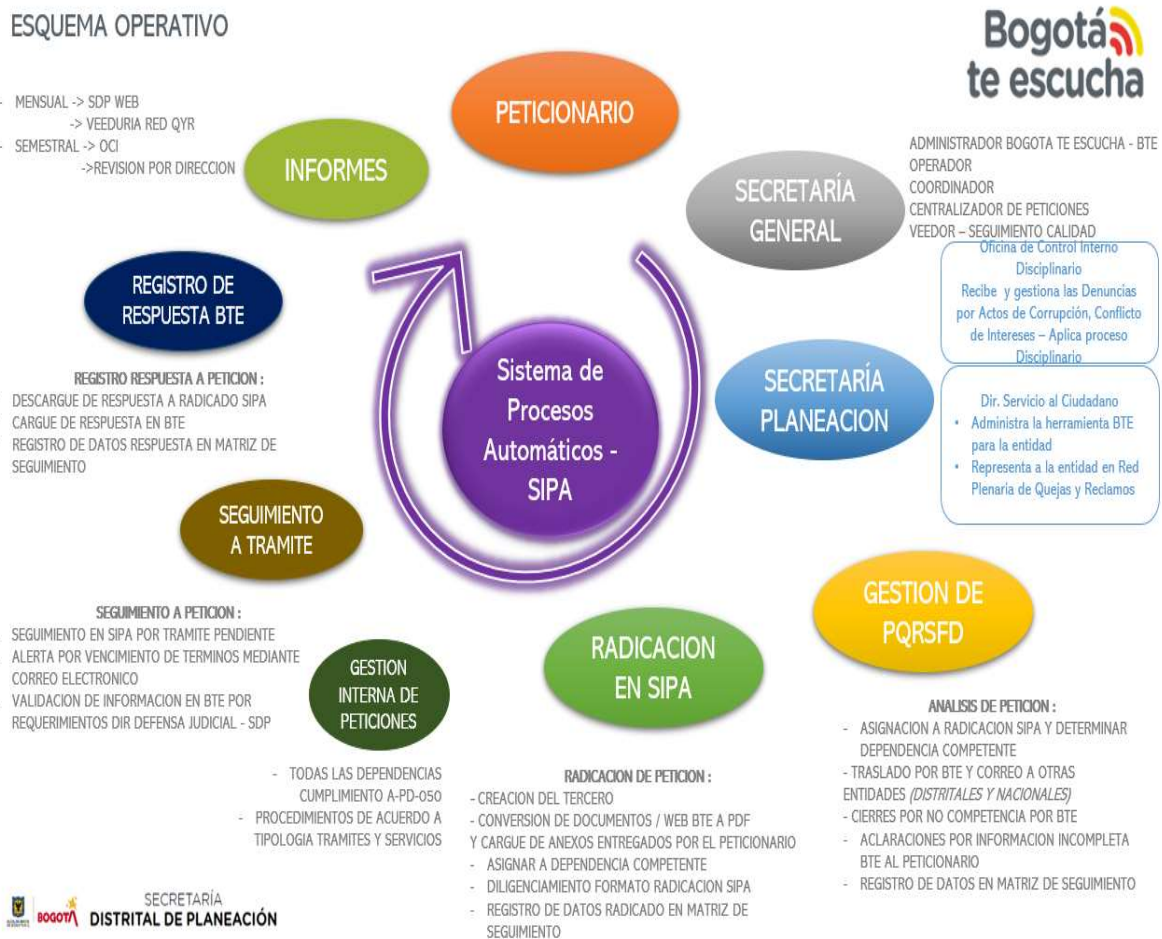 ESQUEMA OPERATIVO
Bogotá
te escucha
- MENSUAL -> SDP WEB
-> VEEDURIA RED QYR
- SEMESTRAL -> OCI
->REVISION POR DIRECCION
INFORMES
PETICIONARIO
SECRETARÍA
GENERAL
ADMINISTRADOR BOGOTA TE ESCUCHA - BTE
OPERADOR
COORDINADOR
CENTRALIZADOR DE PETICIONES
VEEDOR – SEGUIMIENTO CALIDAD
Oficina de Control Interno
Disciplinario
Recibe y gestiona las Denuncias
por Actos de Corrupción, Conflicto
de Intereses – Aplica proceso
Disciplinario
SECRETARÍA
PLANEACION
Dir. Servicio al Ciudadano
• Administra la herramienta BTE
para la entidad
• Representa a la entidad en Red
Plenaria de Quejas y Reclamos
REGISTRO DE
RESPUESTA BTE
REGISTRO RESPUESTA A PETICION :
DESCARGUE DE RESPUESTA A RADICADO SIPA
CARGUE DE RESPUESTA EN BTE
REGISTRO DE DATOS RESPUESTA EN MATRIZ DE
SEGUIMIENTO
Sistema de
Procesos
Automáticos -
SIPA
SEGUIMIENTO
A TRAMITE
SEGUIMIENTO A PETICION :
SEGUIMIENTO EN SIPA POR TRAMITE PENDIENTE
ALERTA POR VENCIMIENTO DE TERMINOS MEDIANTE
CORREO ELECTRONICO
VALIDACION DE INFORMACION EN BTE POR
REQUERIMIENTOS DIR DEFENSA JUDICIAL - SDP
GESTION
INTERNA DE
PETICIONES
- TODAS LAS DEPENDENCIAS
CUMPLIMIENTO A-PD-050
- PROCEDIMIENTOS DE ACUERDO A
TIPOLOGIA TRAMITES Y SERVICIOS
RADICACION
EN SIPA
RADICACION DE PETICION :
- CREACION DEL TERCERO
- CONVERSION DE DOCUMENTOS / WEB BTE A PDF
Y CARGUE DE ANEXOS ENTREGADOS POR EL PETICIONARIO
- ASIGNAR A DEPENDENCIA COMPETENTE
- DILIGENCIAMIENTO FORMATO RADICACION SIPA
- REGISTRO DE DATOS RADICADO EN MATRIZ DE
SEGUIMIENTO
GESTION DE
PQRSFD
ANALISIS DE PETICION :
- ASIGNACION A RADICACION SIPA Y DETERMINAR
DEPENDENCIA COMPETENTE
- TRASLADO POR BTE Y CORREO A OTRAS
ENTIDADES (DISTRITALES Y NACIONALES)
- CIERRES POR NO COMPETENCIA POR BTE
- ACLARACIONES POR INFORMACION INCOMPLETA
BTE AL PETICIONARIO
- REGISTRO DE DATOS EN MATRIZ DE SEGUIMIENTO
BOGOTÁ
SECRETARÍA
DISTRITAL DE PLANEACIÓN